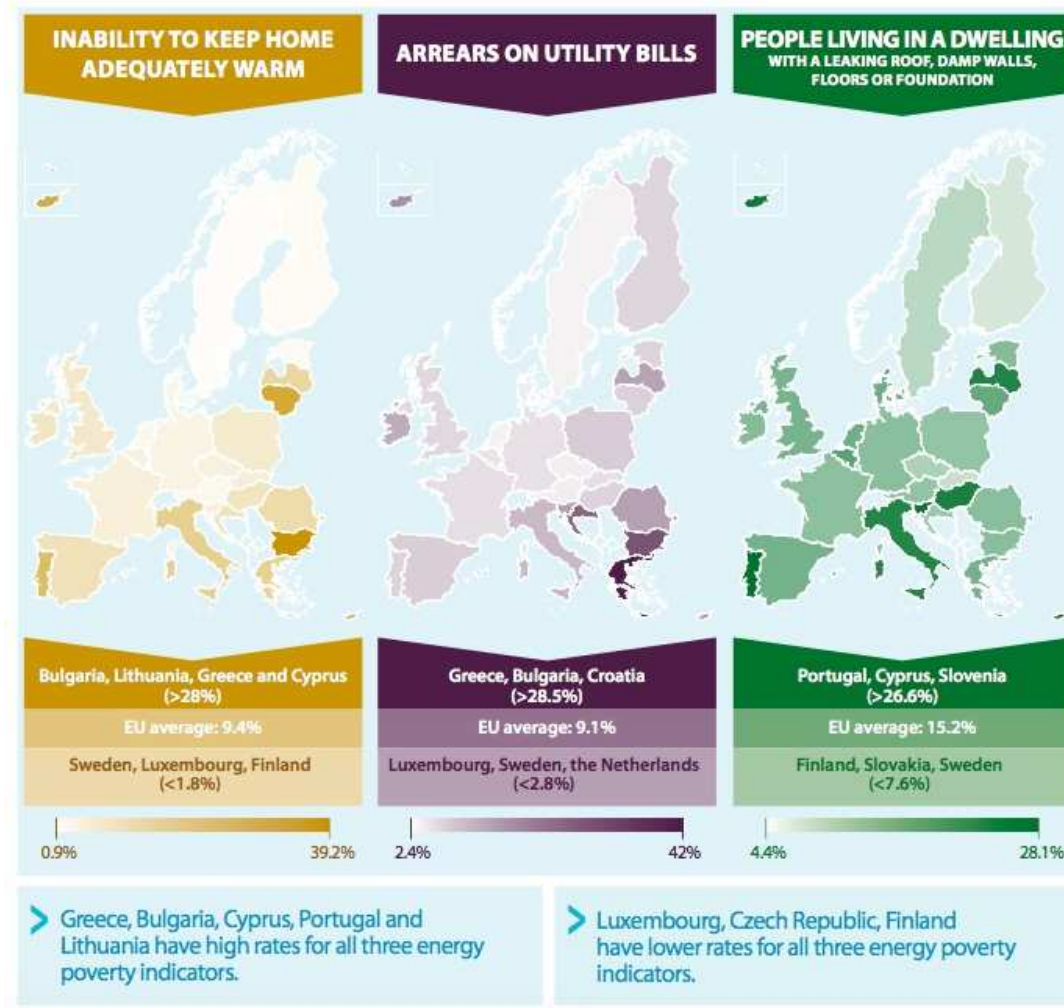 INABILITY TO KEEP HOME
ADEQUATELY WARM
ARREARS ON UTILITY BILLS
PEOPLE LIVING IN A DWELLING
WITH A LEAKING ROOF, DAMP WALLS,
FLOORS OR FOUNDATION
Bulgaria, Lithuania, Greece and Cyprus
(>28%)
EU average: 9.4%
Sweden, Luxembourg, Finland
(<1.8%)
0.9%
39.2%
Greece, Bulgaria, Croatia
(>28.5%)
EU average: 9.1%
Luxembourg, Sweden, the Netherlands
(<2.8%)
2.4%
42%
Portugal, Cyprus, Slovenia
(>26.6%)
EU average: 15.2%
Finland, Slovakia, Sweden
(<7.6%)
4.4%
28.1%
Greece, Bulgaria, Cyprus, Portugal and
Lithuania have high rates for all three energy
poverty indicators.
Luxembourg, Czech Republic, Finland
have lower rates for all three energy poverty
indicators.